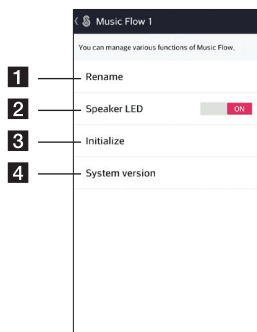 Music Flow 1
You can manage various functions of Music Flow.
1 Rename
2 Speaker LED ON
3 Initialize
4 System version